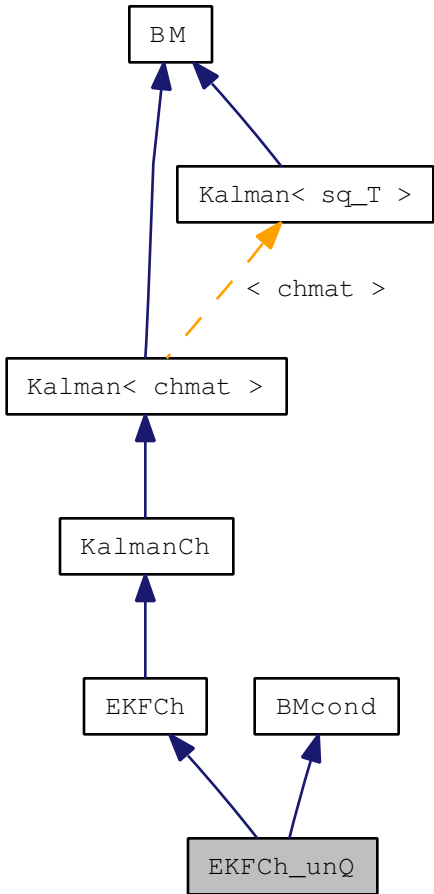 BM
Kalman< sq_T >
< chmat >
Kalman< chmat >
KalmanCh
EKFCh
BMcond
EKFCh_unQ